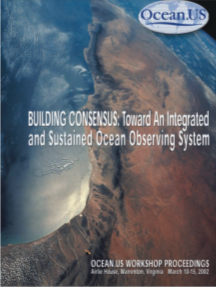 Ocean.US
BUILDING CONSENSUS: Toward An Integrated
and Sustained Ocean Observing System
OCEAN.US WORKSHOP PROCEEDINGS
Airlie House, Warrenton, Virginia March 10-15, 2002